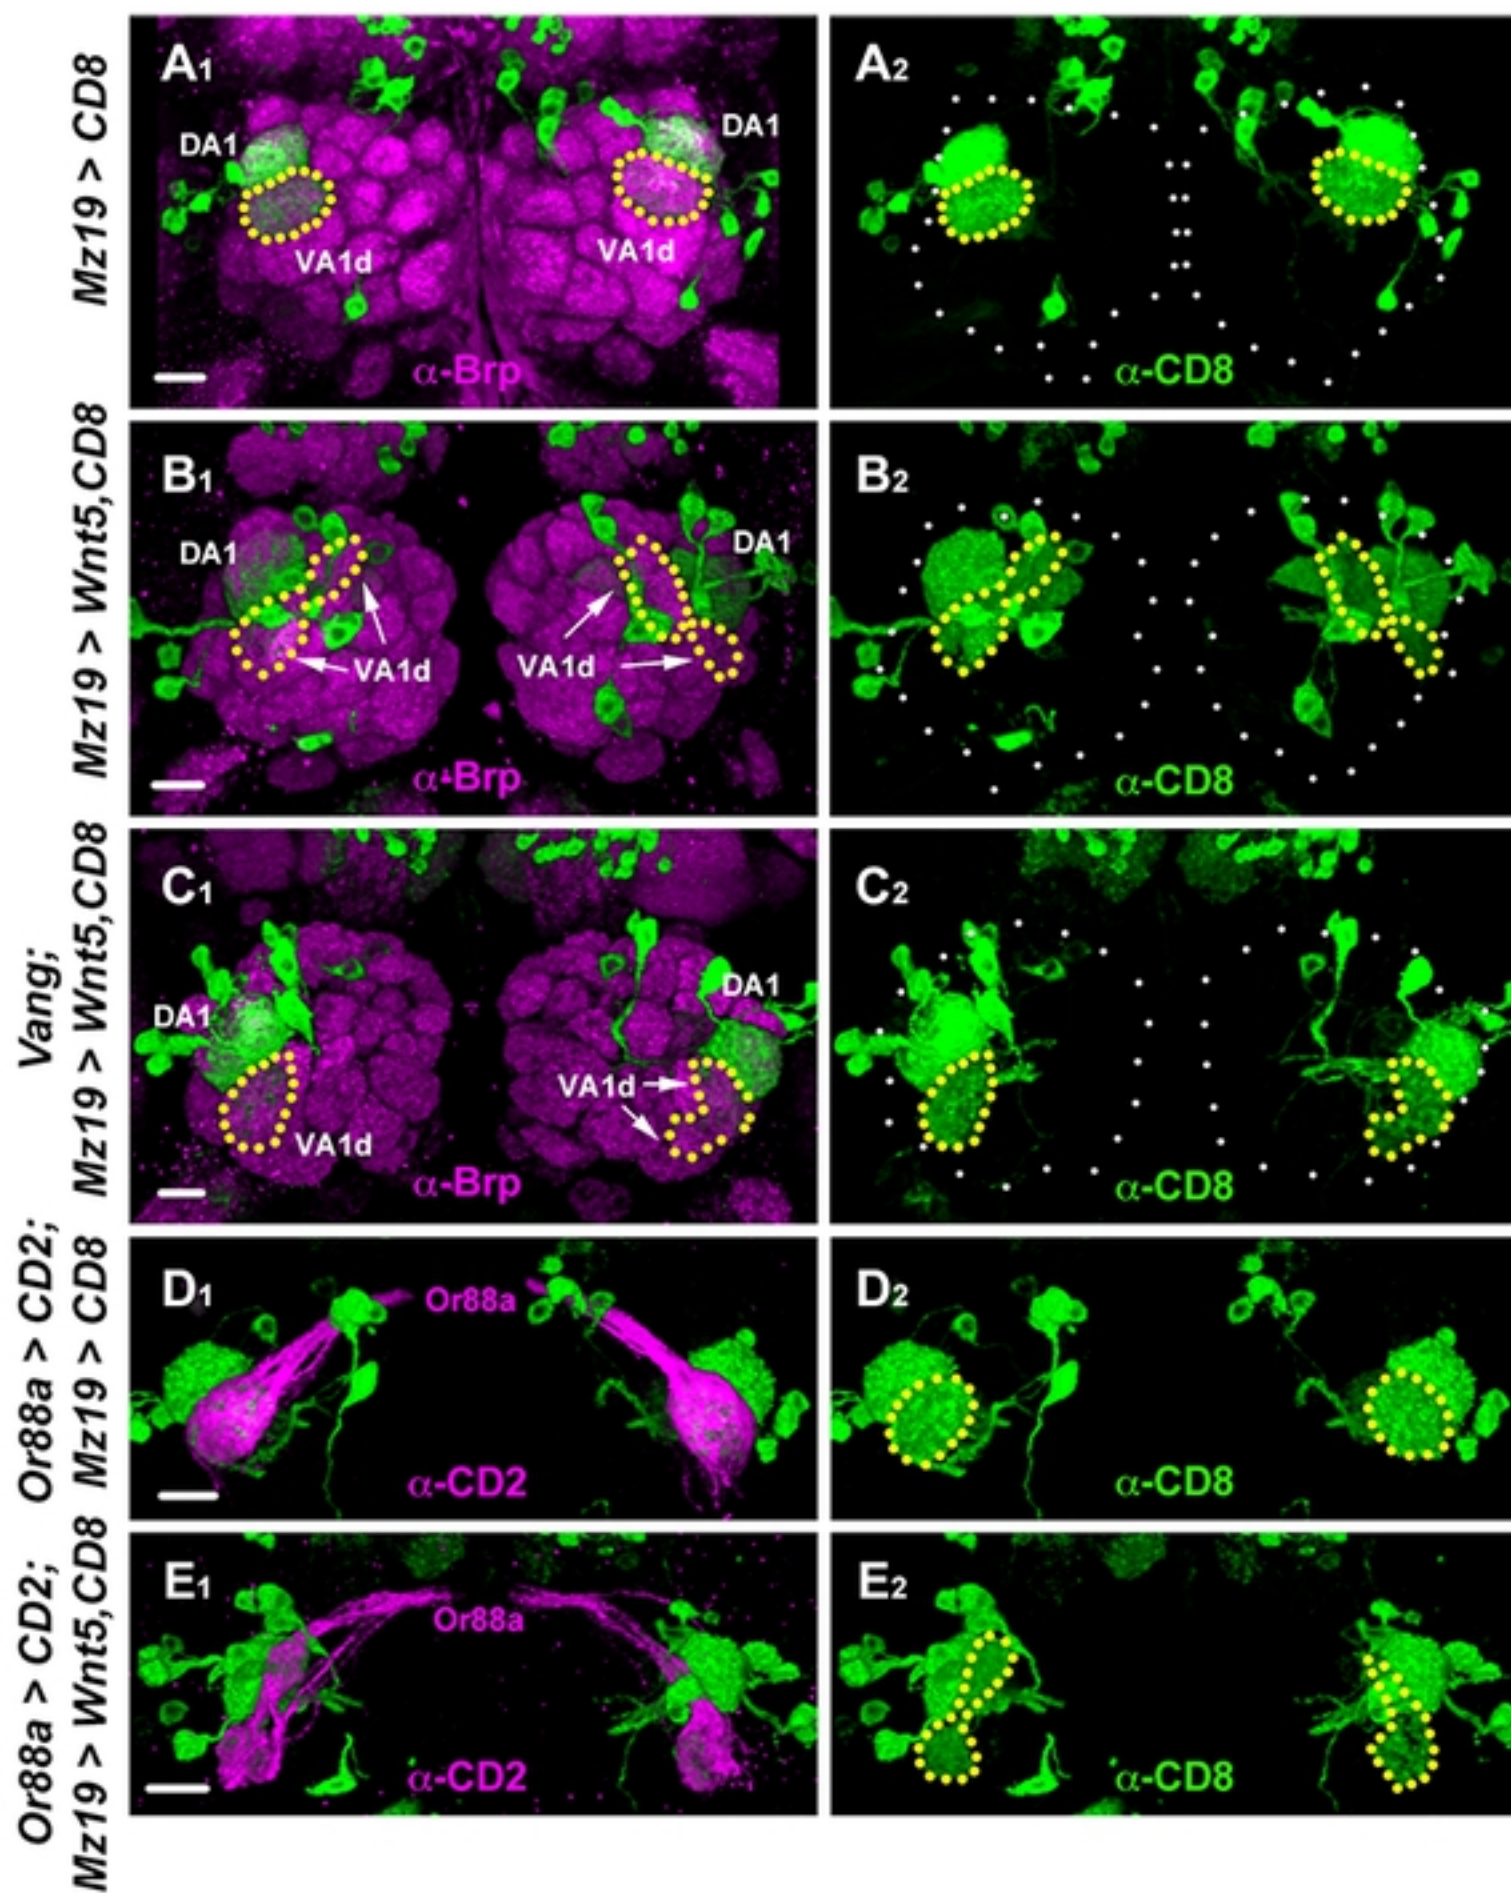 Mz19 > CD8
A1
DA1
DA1
VA1d
VA1d
α-Brp
A2
α-CD8
Mz19 > Wnt5,CD8
B1
DA1
DA1
VA1d
VA1d
α-Brp
B2
α-CD8
Vang;
Mz19 > Wnt5,CD8
C1
DA1
DA1
VA1d
VA1d
α-Brp
C2
α-CD8
Or88a > CD2;
Mz19 > CD8
D1
Or88a
α-CD2
D2
α-CD8
Or88a > CD2;
Mz19 > Wnt5,CD8
E1
Or88a
α-CD2
E2
α-CD8